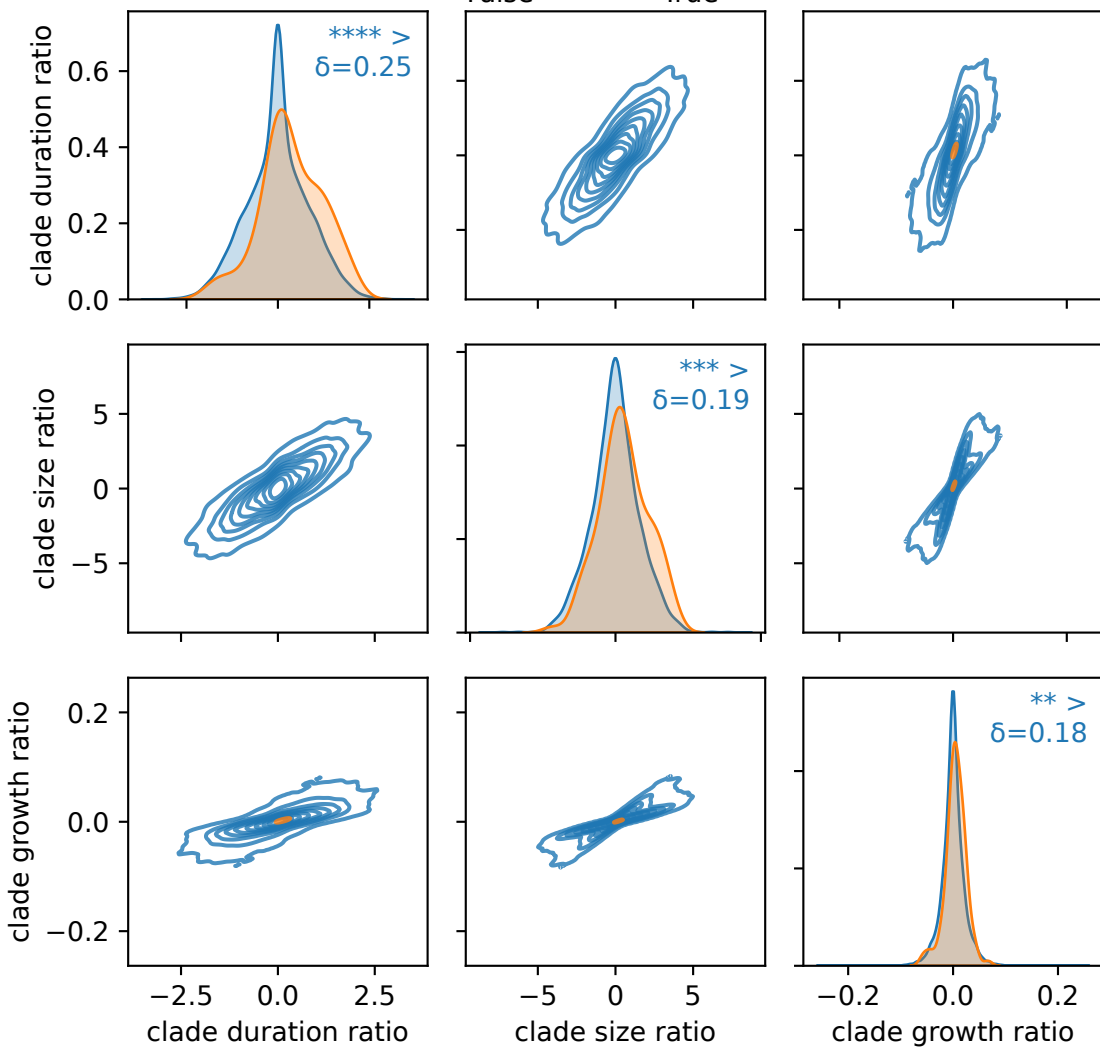 clade duration ratio
0.6
0.4
0.2
0.0
**** >
δ=0.25
clade size ratio
5
0
−5
*** >
δ=0.19
clade growth ratio
0.2
0.0
−0.2
** >
δ=0.18
−2.5 0.0 2.5
−5 0 5
−0.2 0.0 0.2
clade duration ratio
clade size ratio
clade growth ratio